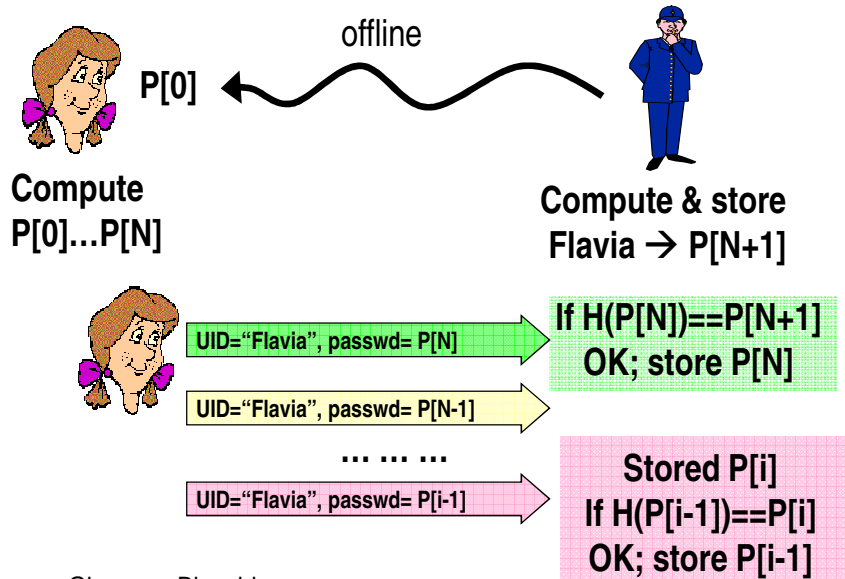 offline
P[0]
Compute
P[0]…P[N]
Compute & store
Flavia → P[N+1]
UID=“Flavia”, passwd= P[N]
If H(P[N])==P[N+1]
OK; store P[N]
UID=“Flavia”, passwd= P[N-1]
… … …
UID=“Flavia”, passwd= P[i-1]
Stored P[i]
If H(P[i-1])==P[i]
OK; store P[i-1]